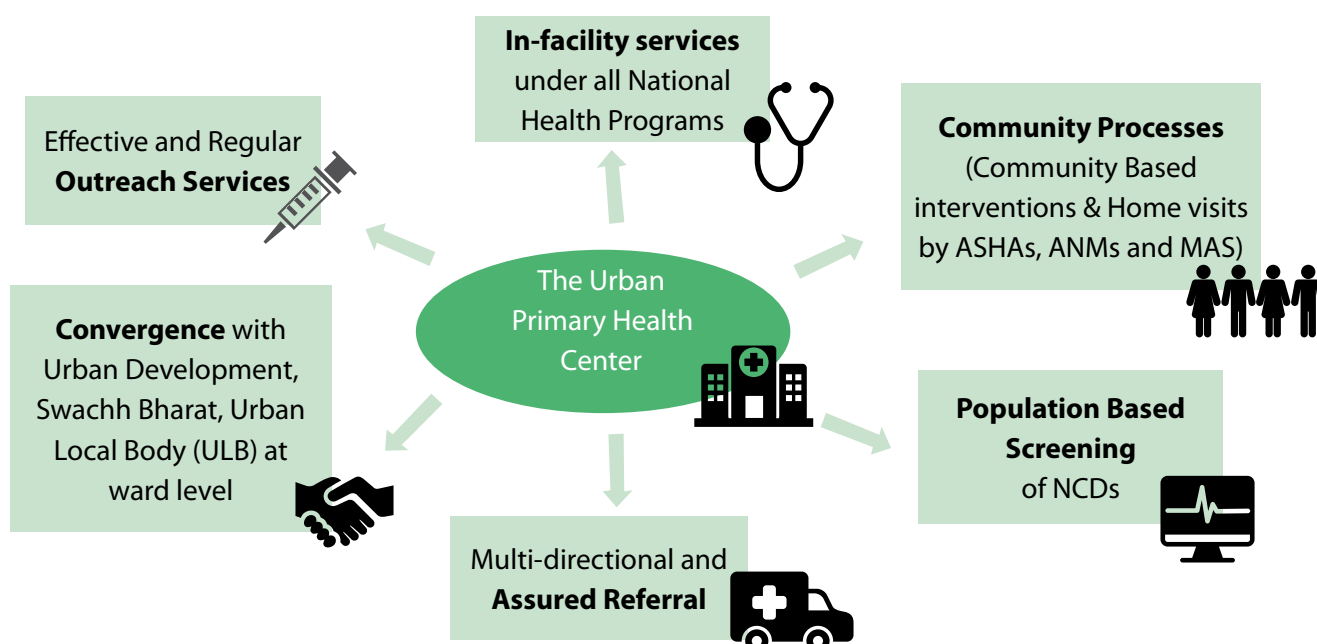 In-facility services
under all National
Health Programs
Effective and Regular
Outreach Services
Community Processes
(Community Based
interventions & Home visits
by ASHAs, ANMs and MAS)
The Urban
Primary Health
Center
Convergence with
Urban Development,
Swachh Bharat, Urban
Local Body (ULB) at
ward level
Population Based
Screening
of NCDs
Multi-directional and
Assured Referral